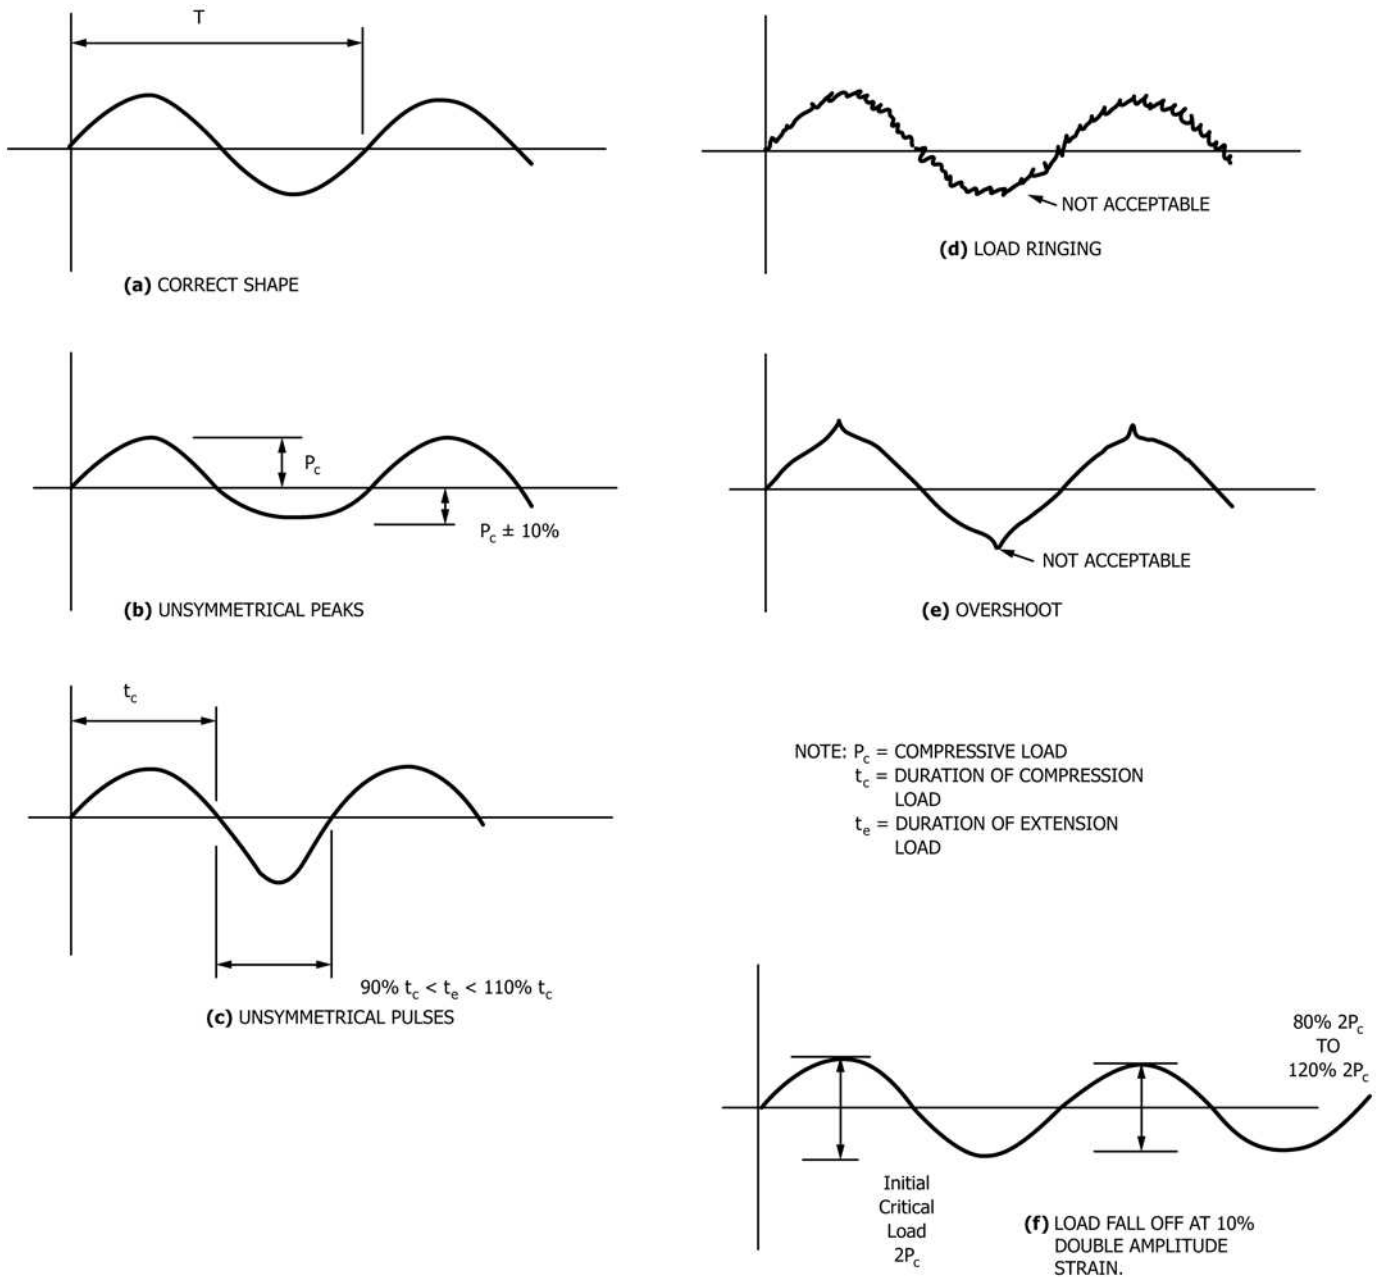 T
(a) CORRECT SHAPE
P_c
P_c ± 10%
(b) UNSYMMETRICAL PEAKS
t_c
90% t_c < t_e < 110% t_c
(c) UNSYMMETRICAL PULSES
NOT ACCEPTABLE
(d) LOAD RINGING
NOT ACCEPTABLE
(e) OVERSHOOT
NOTE: P_c = COMPRESSIVE LOAD
t_c = DURATION OF COMPRESSION
LOAD
t_e = DURATION OF EXTENSION
LOAD
80% 2P_c
TO
120% 2P_c
Initial
Critical
Load
2P_c
(f) LOAD FALL OFF AT 10%
DOUBLE AMPLITUDE
STRAIN.